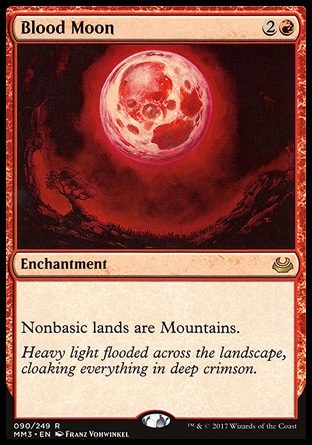 Blood Moon 2
Enchantment
Nonbasic lands are Mountains.
Heavy light flooded across the landscape,
cloaking everything in deep crimson.
090/249 R
MM3 • EN Franz Vohwinkel
™ & © 2017 Wizards of the Coast